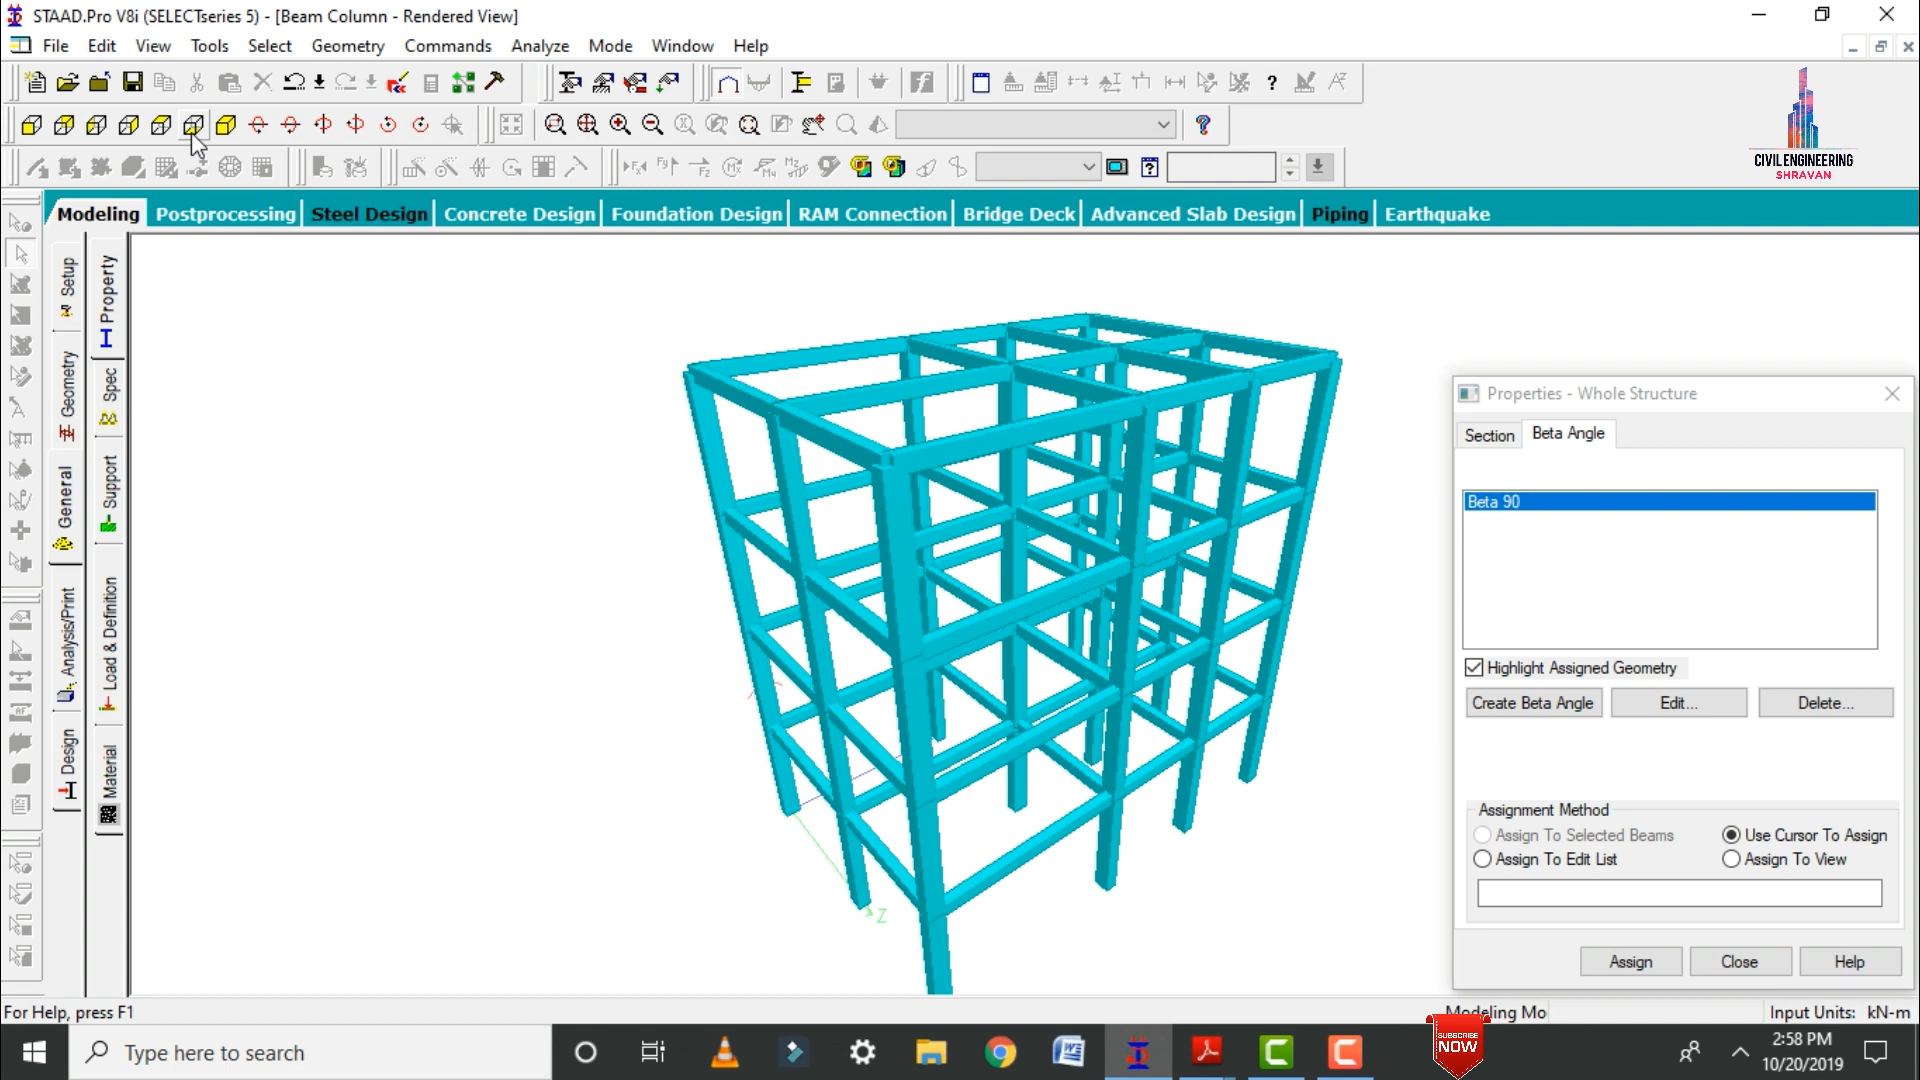 STAAD.Pro V8i (SELECTseries 5) - [Beam Column - Rendered View]
File Edit View Tools Select Geometry Commands Analyze Mode Window Help
CIVIL ENGINEERING
SHRAVAN
Modeling Postprocessing Steel Design Concrete Design Foundation Design RAM Connection Bridge Deck Advanced Slab Design Piping Earthquake
Setup
Geometry
General
Analysis/Print
Design
Property
Spec
Support
Load & Definition
Material
Z
Properties - Whole Structure
Section Beta Angle
Beta 90
Highlight Assigned Geometry
Create Beta Angle Edit... Delete...
Assignment Method
Assign To Selected Beams Use Cursor To Assign
Assign To Edit List Assign To View
Assign Close Help
For Help, press F1 Modeling Mo Input Units: kN-m
Type here to search
SUBSCRIBE
NOW
2:58 PM
10/20/2019